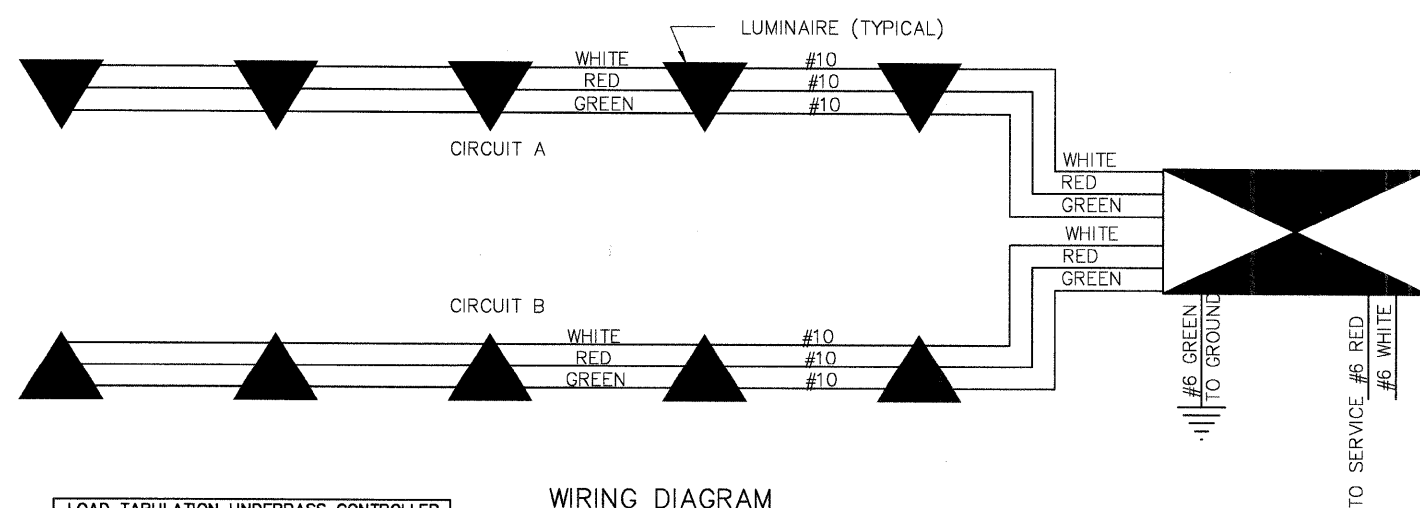 LUMINAIRE (TYPICAL)
WHITE #10
RED #10
GREEN #10
CIRCUIT A
WHITE
RED
GREEN
WHITE
RED
GREEN
CIRCUIT B
WHITE #10
RED #10
GREEN #10
#6 GREEN
TO GROUND
TO SERVICE #6 RED
#6 WHITE
WIRING DIAGRAM
LOAD TABULATION UNDERPASS CONTROLLER